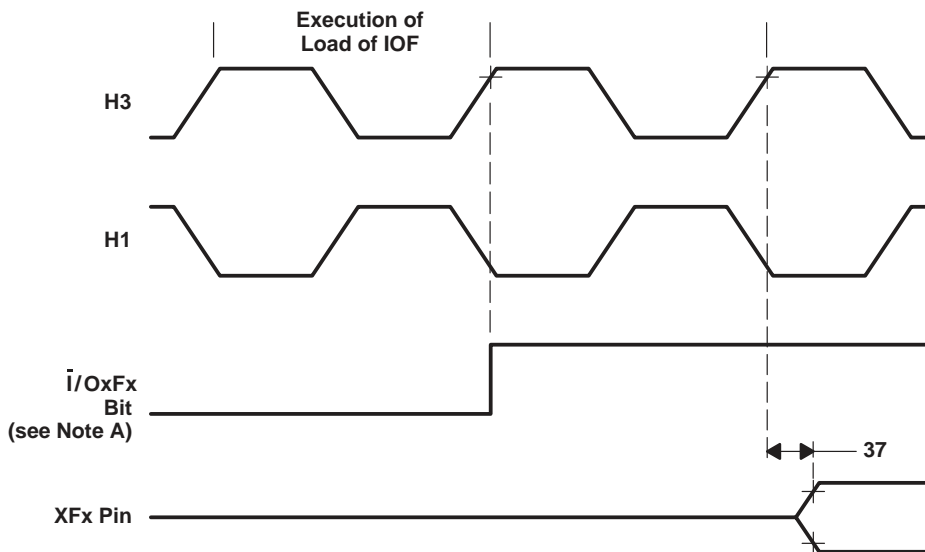 Execution of
Load of IOF
H3
H1
Ī/OxFx
Bit
(see Note A)
37
XFx Pin